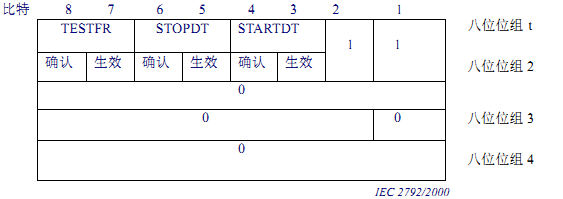 比特 8 7 6 5 4 3 2 1
TESTFR STOPDT STARTDT 1 1 八位位组 t
确认 生效 确认 生效 确认 生效 八位位组 2
0
0 0 八位位组 3
0 八位位组 4
IEC 2792/2000